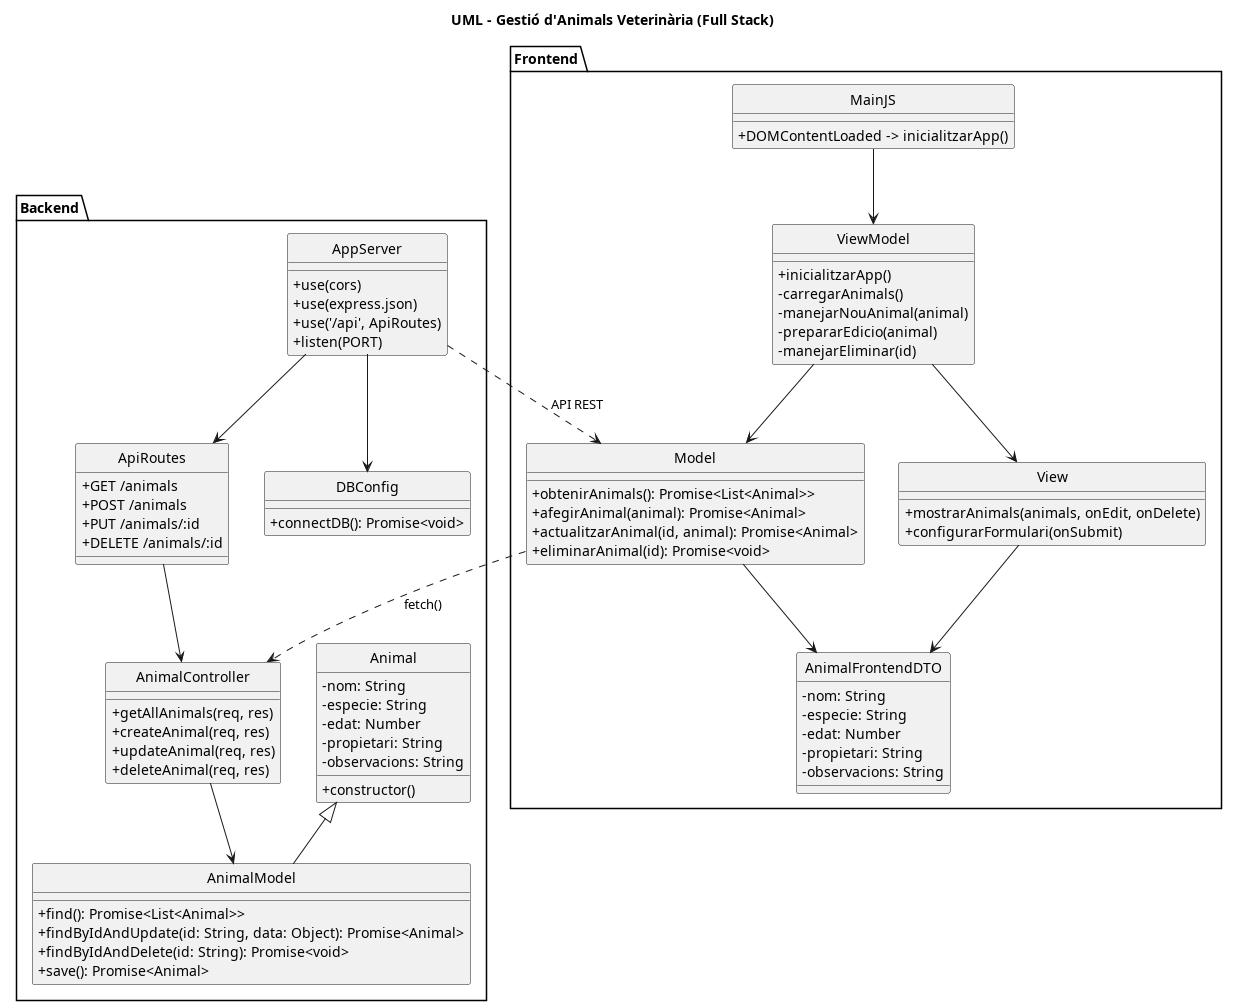 UML - Gestió d'Animals Veterinària (Full Stack)
Frontend
MainJS
+DOMContentLoaded -> inicialitzarApp()
ViewModel
+inicialitzarApp()
-carregarAnimals()
-manejarNouAnimal(animal)
-prepararEdicio(animal)
-manejarEliminar(id)
Model
+obtenirAnimals(): Promise<List<Animal>>
+afegirAnimal(animal): Promise<Animal>
+actualitzarAnimal(id, animal): Promise<Animal>
+eliminarAnimal(id): Promise<void>
View
+mostrarAnimals(animals, onEdit, onDelete)
+configurarFormulari(onSubmit)
AnimalFrontendDTO
-nom: String
-especie: String
-edat: Number
-propietari: String
-observacions: String
Backend
AppServer
+use(cors)
+use(express.json)
+use('/api', ApiRoutes)
+listen(PORT)
API REST
ApiRoutes
+GET /animals
+POST /animals
+PUT /animals/:id
+DELETE /animals/:id
DBConfig
+connectDB(): Promise<void>
fetch()
AnimalController
+getAllAnimals(req, res)
+createAnimal(req, res)
+updateAnimal(req, res)
+deleteAnimal(req, res)
Animal
-nom: String
-especie: String
-edat: Number
-propietari: String
-observacions: String
+constructor()
AnimalModel
+find(): Promise<List<Animal>>
+findByIdAndUpdate(id: String, data: Object): Promise<Animal>
+findByIdAndDelete(id: String): Promise<void>
+save(): Promise<Animal>